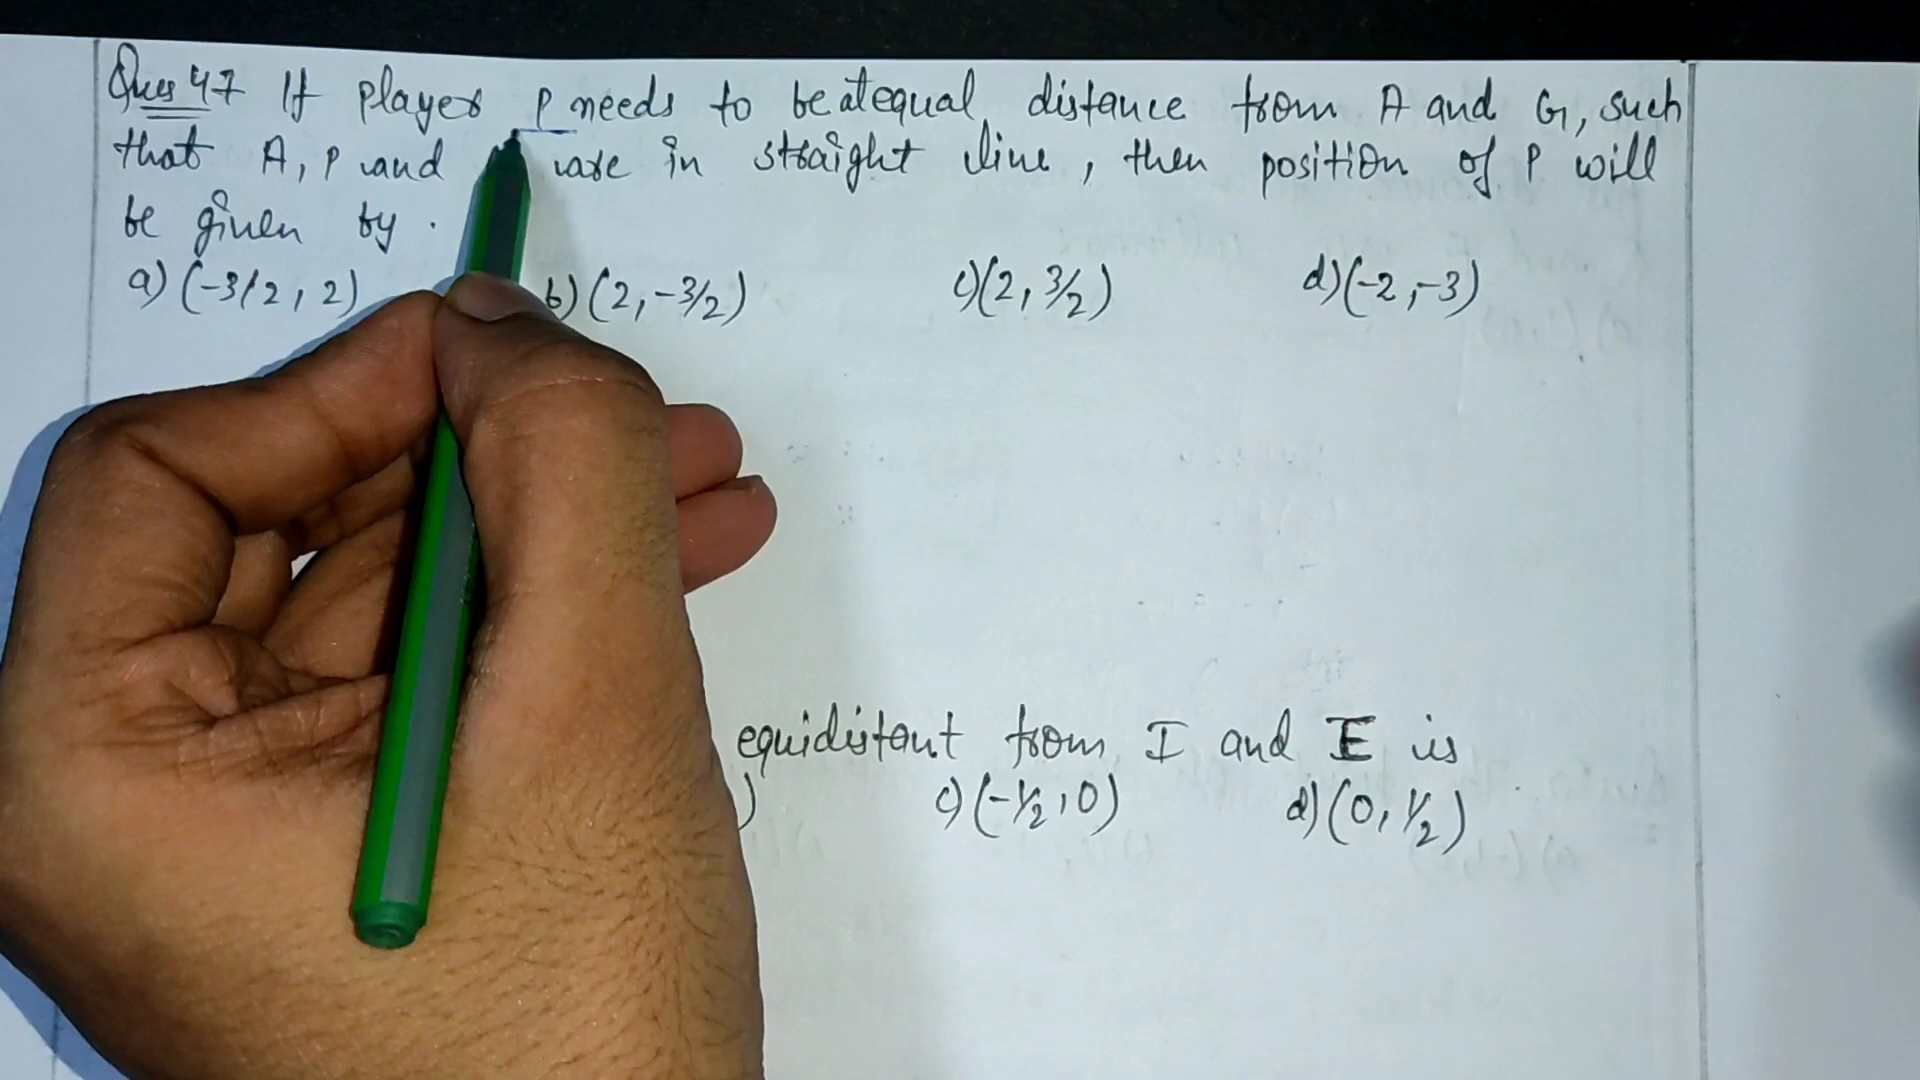 Ques 47 If player P needs to be at equal distance from A and G, such
that A, P and are in straight line, then position of P will
be given by.
a) (-3/2, 2) b) (2, -3/2) c) (2, 3/2) d) (-2, -3)
equidistant from I and E is
) c) (-1/2, 0) d) (0, 1/2)